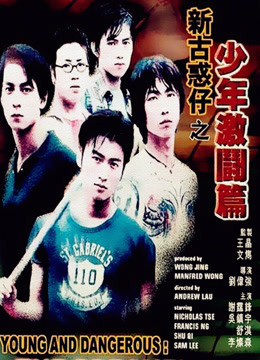 新古惑仔之
少年激鬪篇
ST. GABRIEL'S
110
produced by
WONG JING
MANFRED WONG
directed by
ANDREW LAU
starring
NICHOLAS TSE
FRANCIS NG
SHU QI
SAM LEE
監製
王晶
文雋
導演
劉偉強
主演
謝霆鋒
吳鎮宇
舒淇
李燦森
YOUNG AND DANGEROUS :